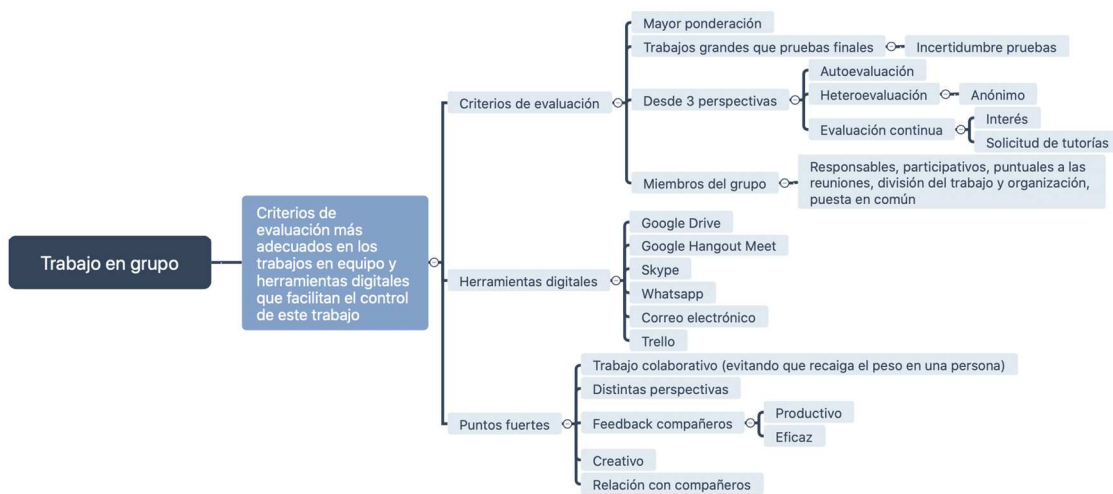 Trabajo en grupo
Criterios de
evaluación más
adecuados en los
trabajos en equipo y
herramientas digitales
que facilitan el control
de este trabajo
Criterios de evaluación
Mayor ponderación
Trabajos grandes que pruebas finales
Incertidumbre pruebas
Desde 3 perspectivas
Autoevaluación
Heteroevaluación
Anónimo
Evaluación continua
Interés
Solicitud de tutorías
Miembros del grupo
Responsables, participativos, puntuales a las
reuniones, división del trabajo y organización,
puesta en común
Herramientas digitales
Google Drive
Google Hangout Meet
Skype
Whatsapp
Correo electrónico
Trello
Puntos fuertes
Trabajo colaborativo (evitando que recaiga el peso en una persona)
Distintas perspectivas
Feedback compañeros
Productivo
Eficaz
Creativo
Relación con compañeros